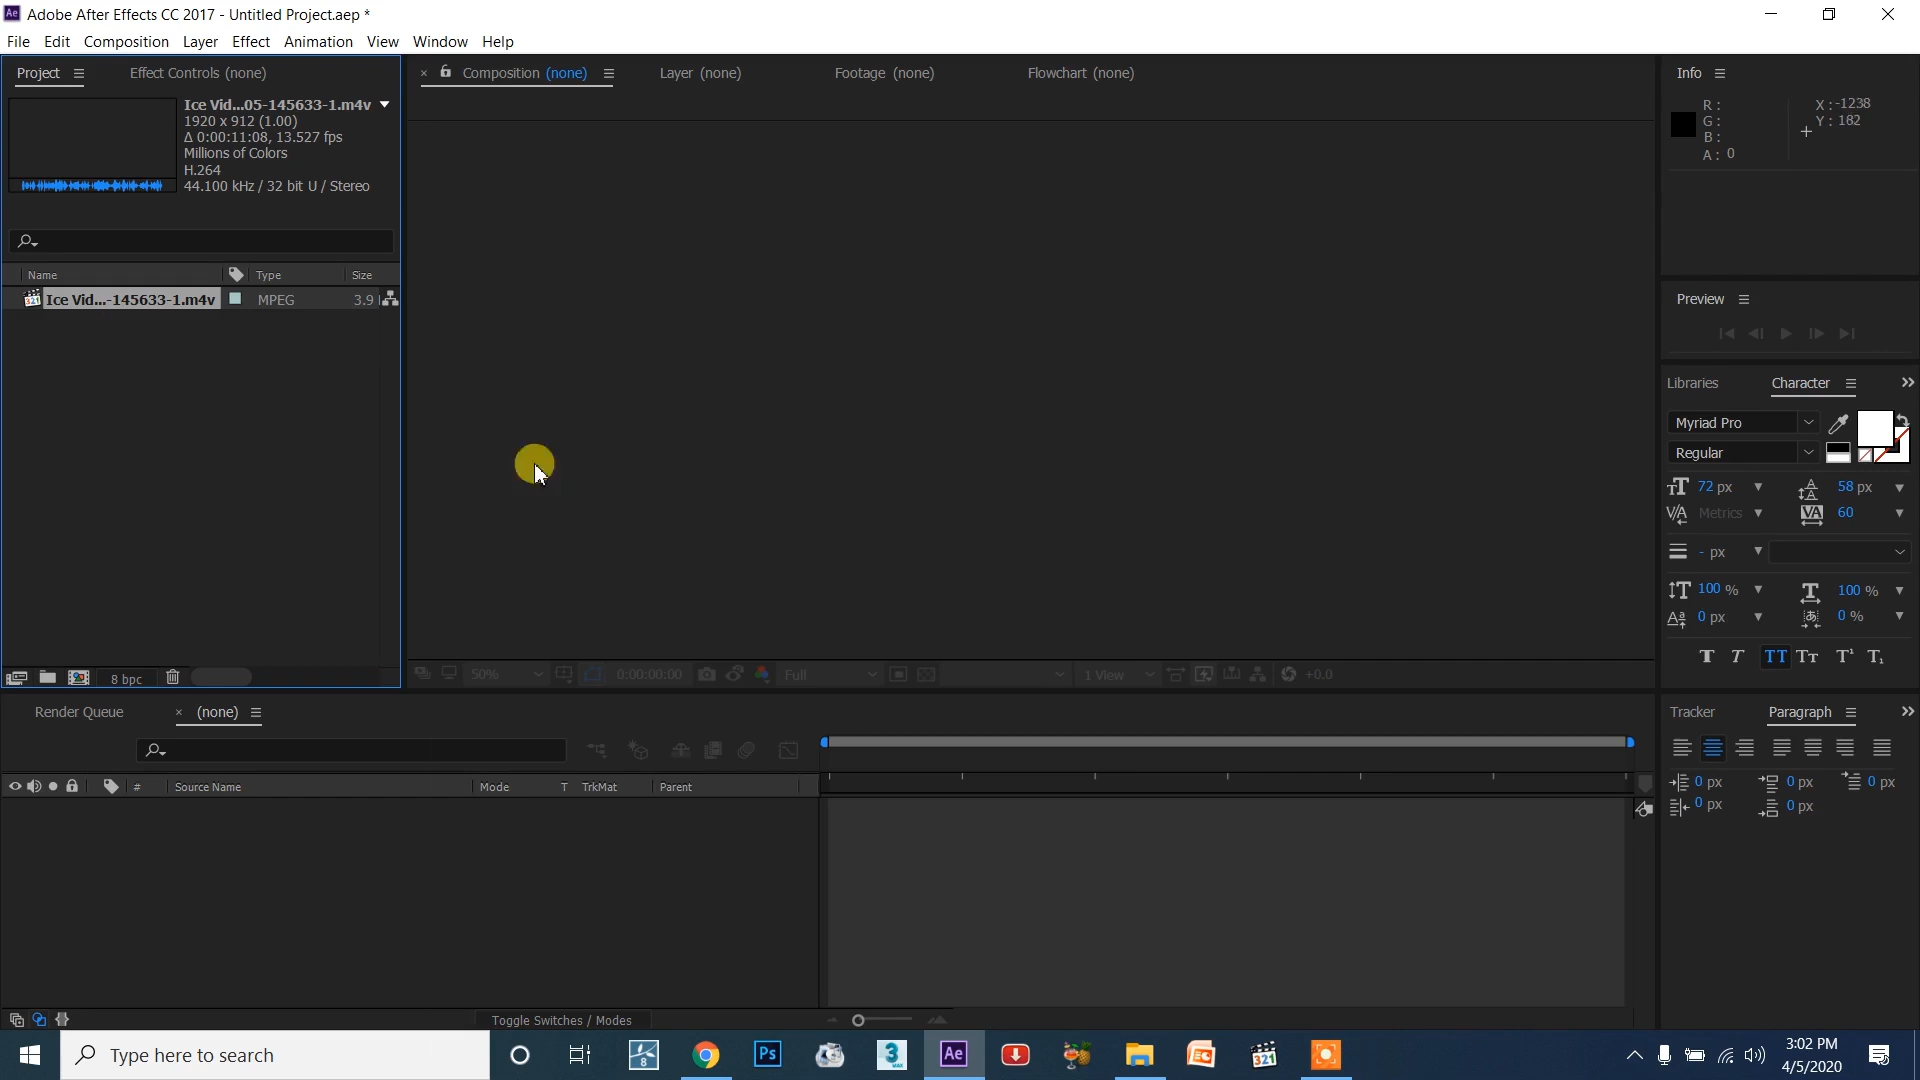 Adobe After Effects CC 2017 - Untitled Project.aep *
File Edit Composition Layer Effect Animation View Window Help
Project
Effect Controls (none)
Composition (none)
Layer (none)
Footage (none)
Flowchart (none)
Info
Ice Vid...05-145633-1.m4v
1920 x 912 (1.00)
Δ 0:00:11:08, 13.527 fps
Millions of Colors
H.264
44.100 kHz / 32 bit U / Stereo
R :
G :
B :
A : 0
X : -1238
Y : 182
Name Type Size
Ice Vid...-145633-1.m4v MPEG 3.9
Preview
Libraries Character
Myriad Pro
Regular
72 px 58 px
Metrics 60
- px
100 % 100 %
0 px 0 %
8 bpc
50% 0:00:00:00 Full 1 View +0.0
Render Queue
(none)
Tracker Paragraph
0 px 0 px 0 px
0 px 0 px
# Source Name Mode T TrkMat Parent
Toggle Switches / Modes
Type here to search
8
Ps
3
MAX
Ae
321
3:02 PM
4/5/2020